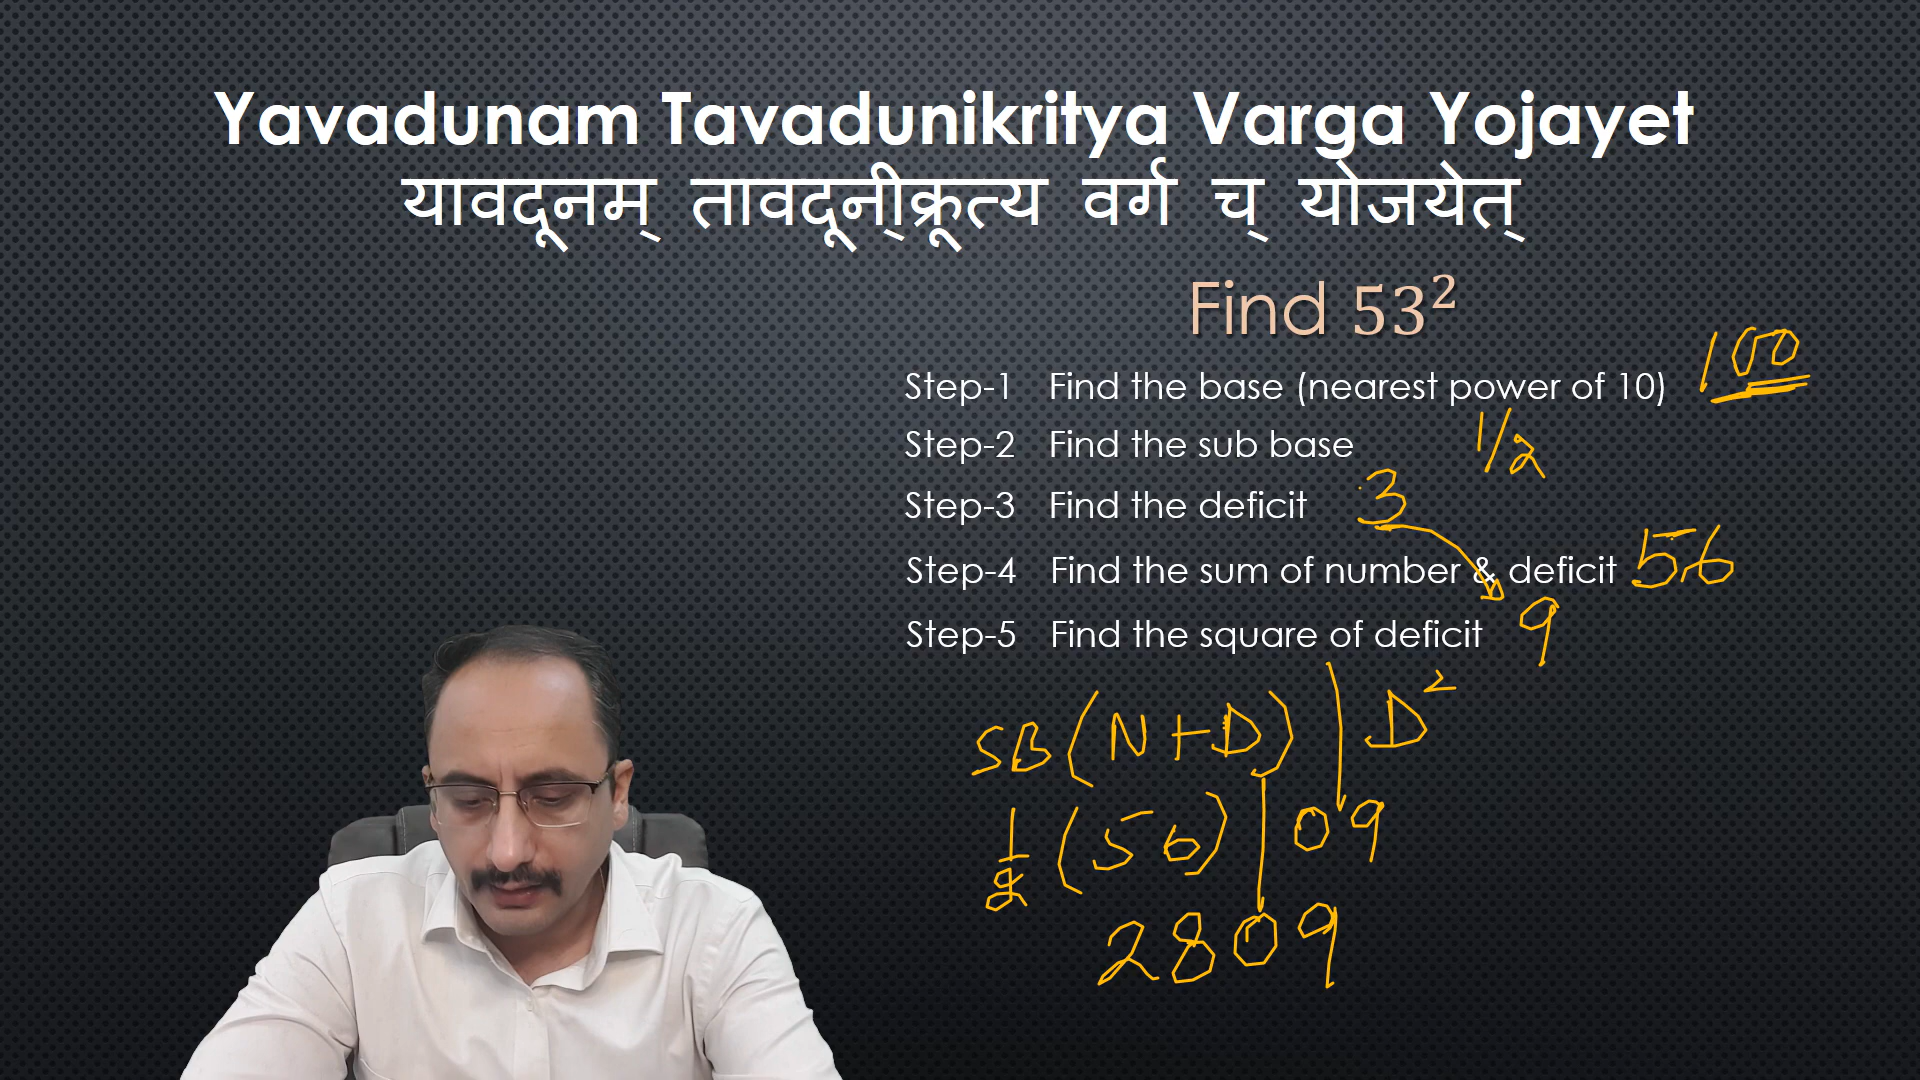 Yavadunam Tavadunikritya Varga Yojayet
यावदूनम् तावदूनी्क्रूत्य वर्ग च् योजयेत्
Find 53²
Step-1 Find the base (nearest power of 10) 100
Step-2 Find the sub base 1/2
Step-3 Find the deficit 3
Step-4 Find the sum of number & deficit 56
Step-5 Find the square of deficit 9
SB (N+D) | D²
1/2 (56) | 09
2809